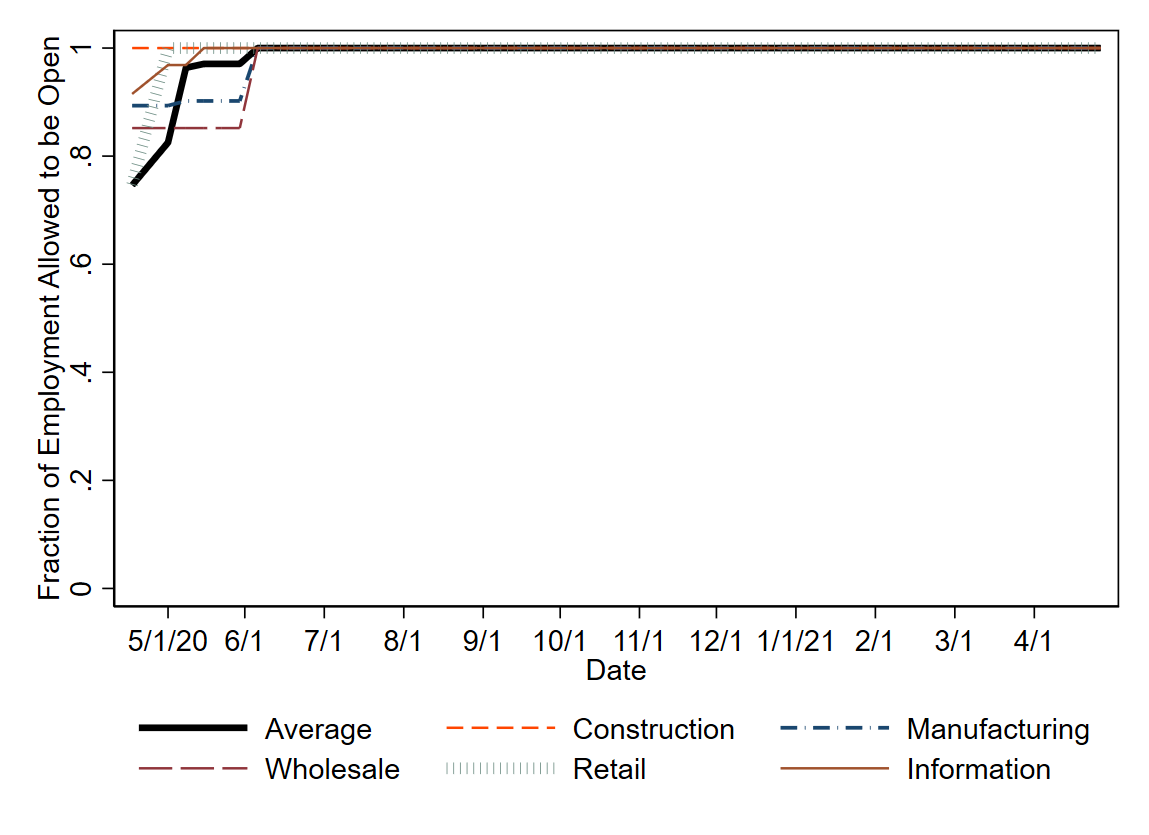 Fraction of Employment Allowed to be Open
1
.8
.6
.4
.2
0
5/1/20 6/1 7/1 8/1 9/1 10/1 11/1 12/1 1/1/21 2/1 3/1 4/1
Date
Average Construction Manufacturing
Wholesale Retail Information